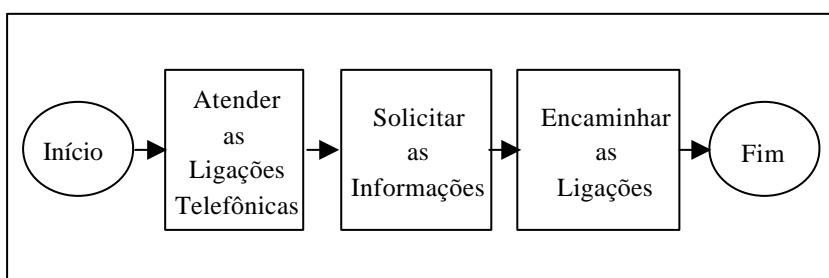 Início
Atender
as
Ligações
Telefônicas
Solicitar
as
Informações
Encaminhar
as
Ligações
Fim